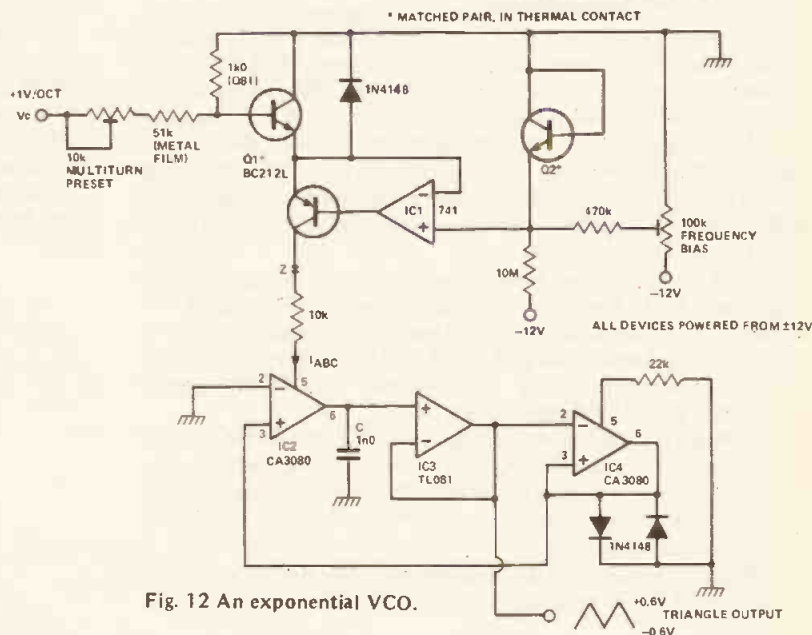 * MATCHED PAIR, IN THERMAL CONTACT
1k0
(Q81)
1N4148
+1V/OCT
Vc
51k
(METAL
FILM)
10k
MULTITURN
PRESET
Q1*
BC212L
Q2*
IC1
741
470k
100k
FREQUENCY
BIAS
10M
-12V
-12V
Z
10k
IABC
ALL DEVICES POWERED FROM ±12V
22k
2
5
3
6
IC2
CA3080
C
1n0
IC3
TL081
2
5
3
6
IC4
CA3080
1N4148
Fig. 12 An exponential VCO.
+0.6V
TRIANGLE OUTPUT
-0.6V